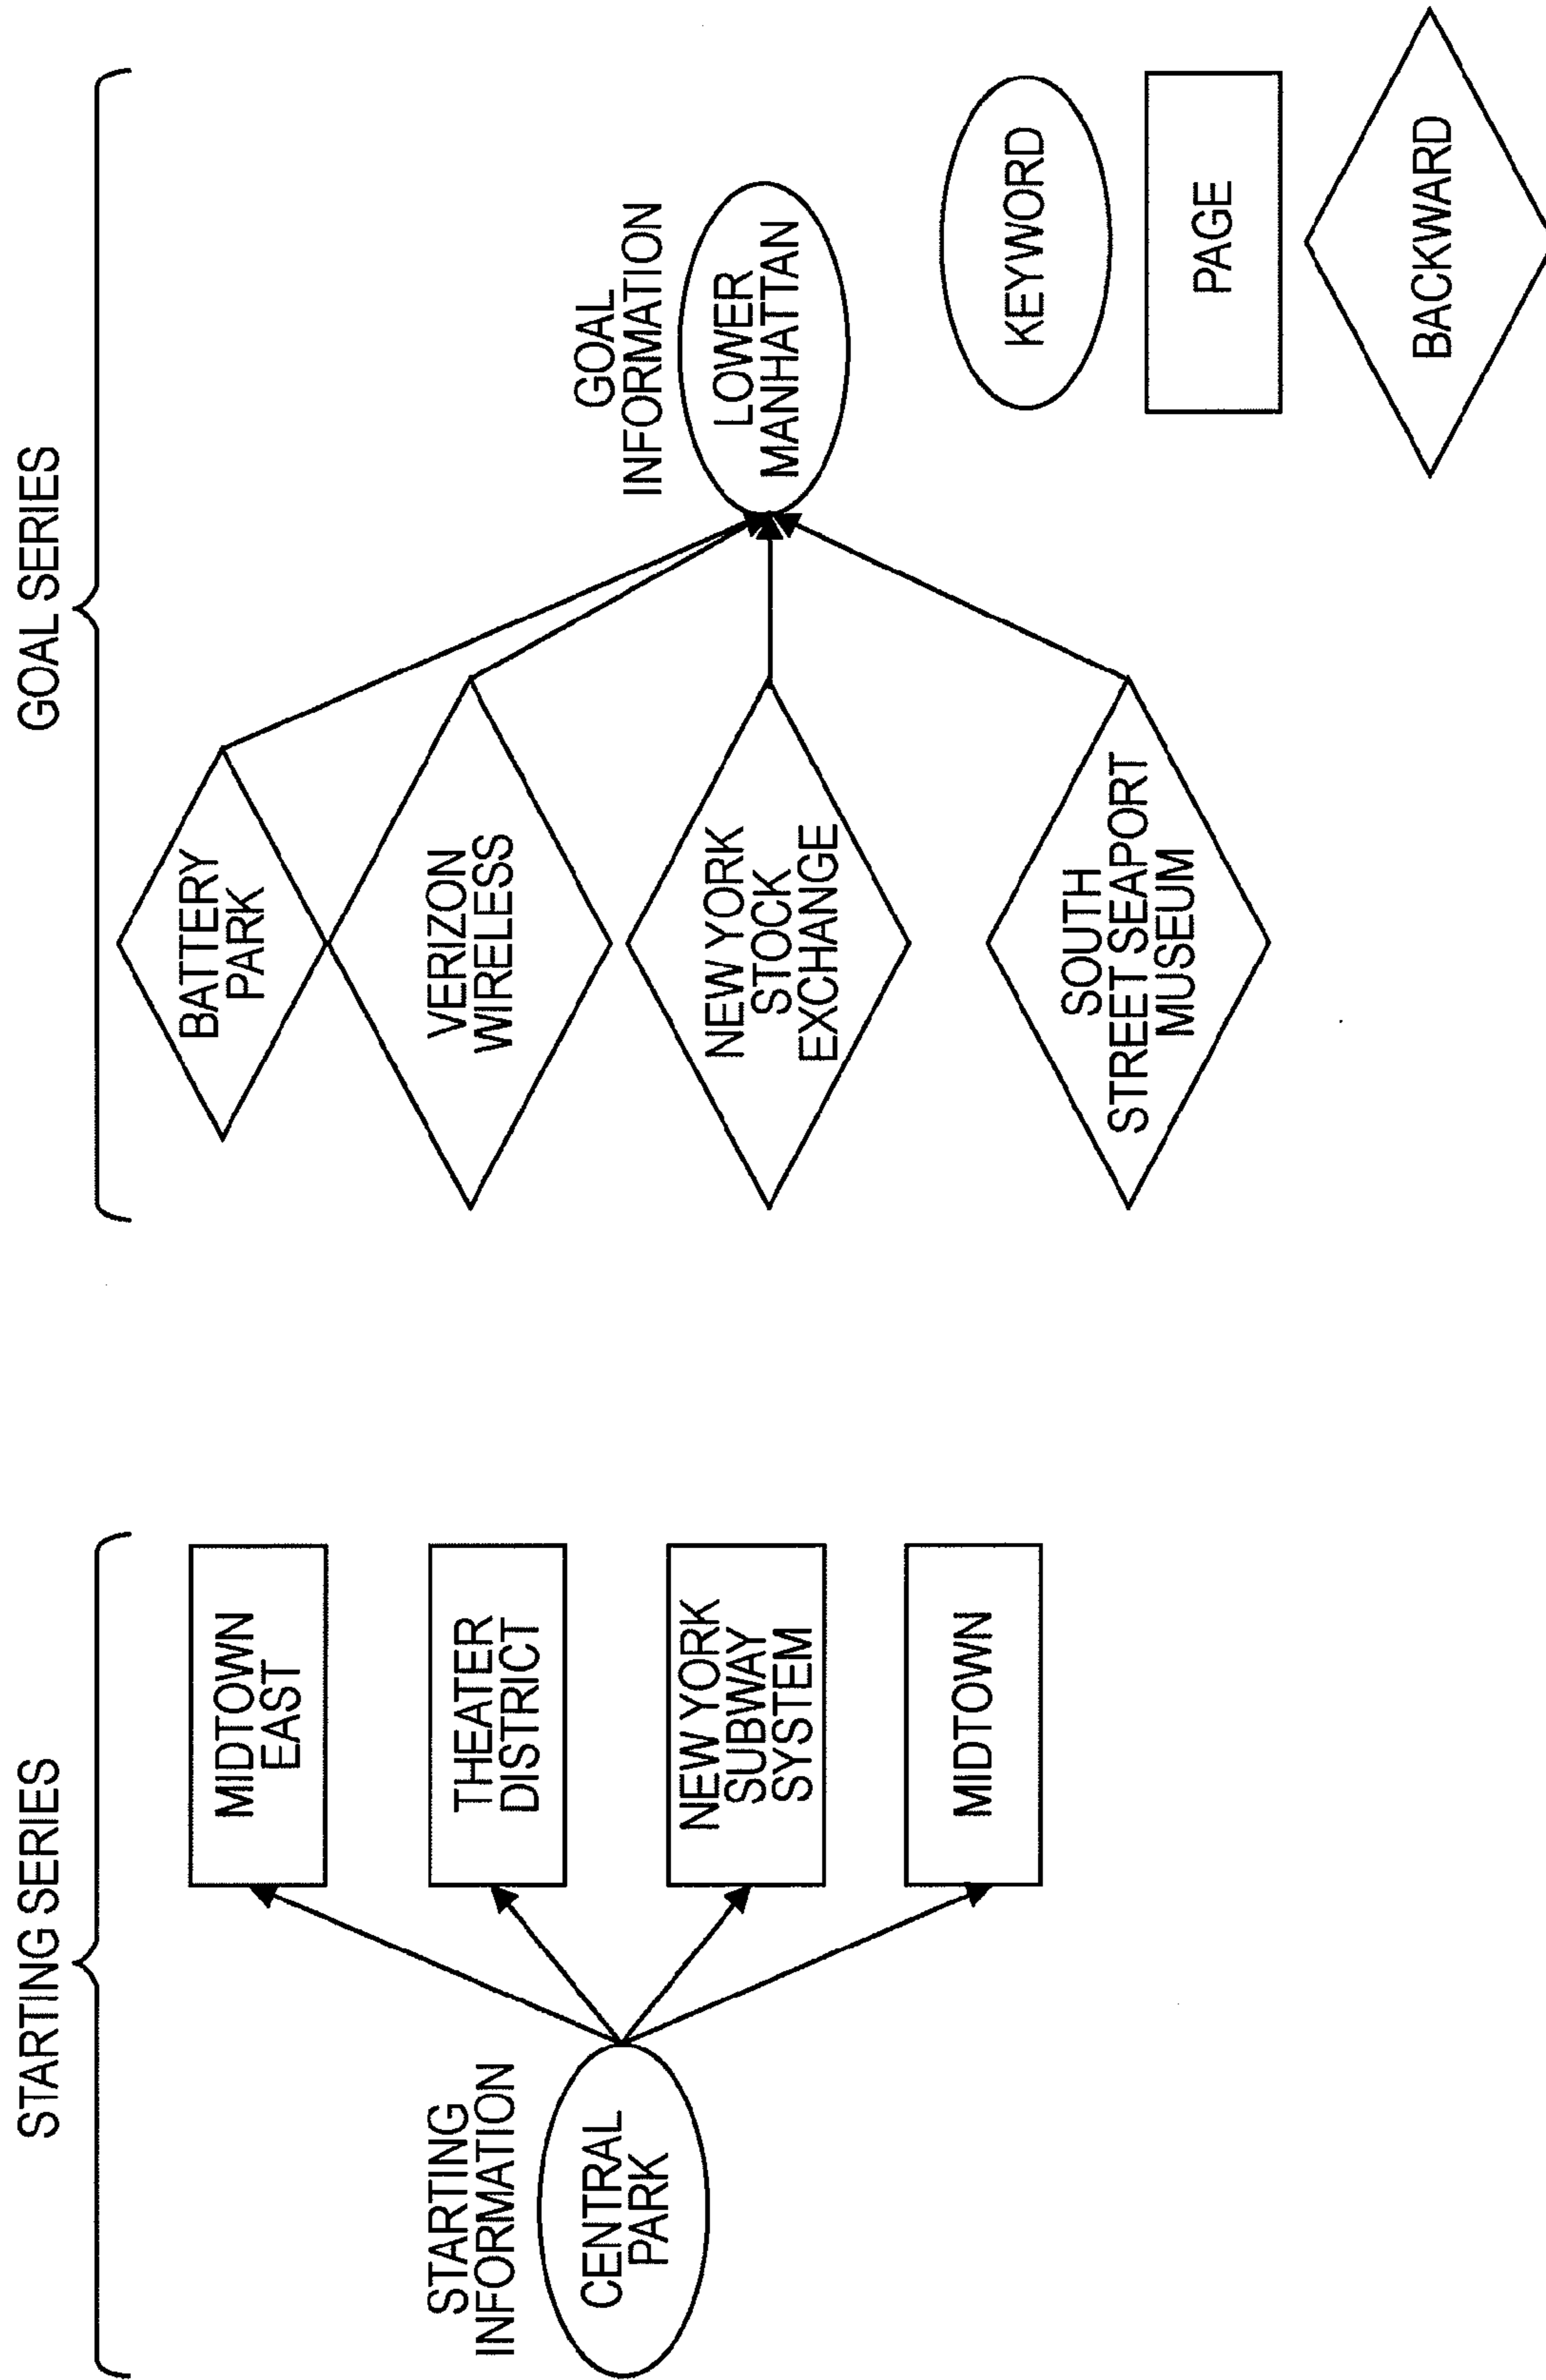 STARTING SERIES
STARTING
INFORMATION
CENTRAL
PARK
MIDTOWN
EAST
THEATER
DISTRICT
NEW YORK
SUBWAY
SYSTEM
MIDTOWN
GOAL SERIES
BATTERY
PARK
VERIZON
WIRELESS
NEW YORK
STOCK
EXCHANGE
SOUTH
STREET SEAPORT
MUSEUM
GOAL
INFORMATION
LOWER
MANHATTAN
KEYWORD
PAGE
BACKWARD